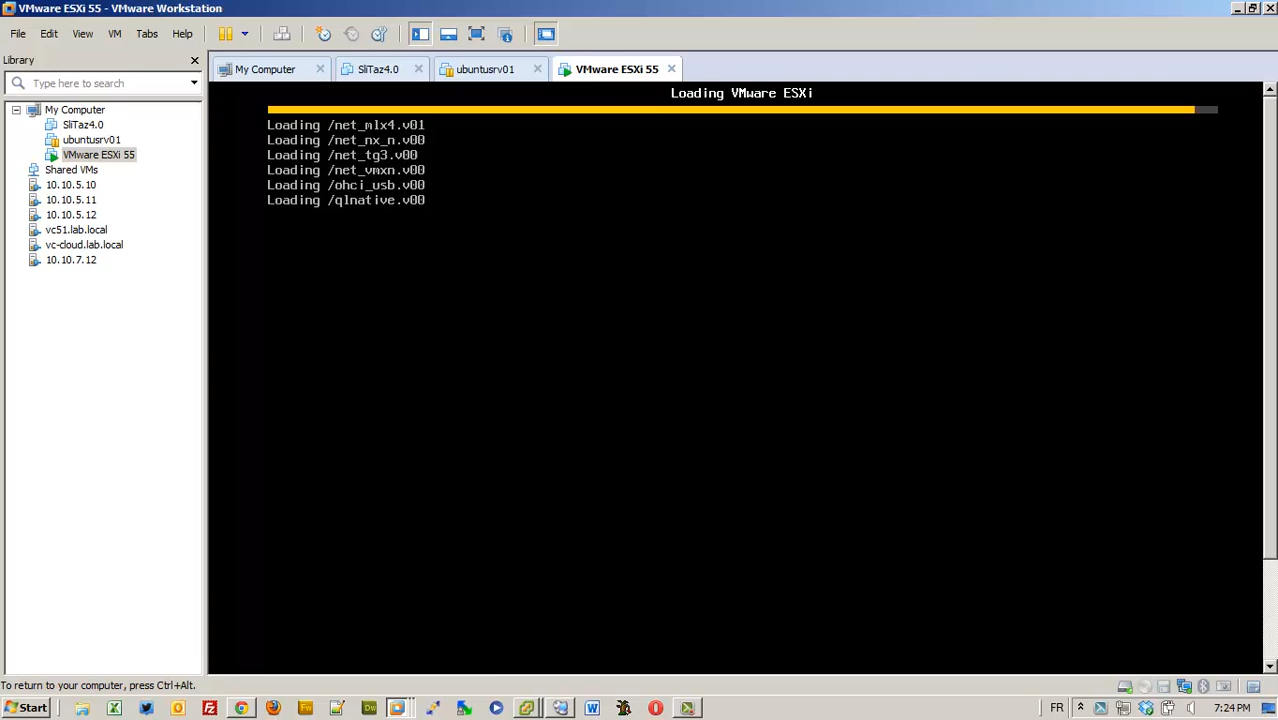 VMware ESXi 55 - VMware Workstation
File Edit View VM Tabs Help
Library
Type here to search
My Computer
SliTaz4.0
ubuntusrv01
VMware ESXi 55
Shared VMs
10.10.5.10
10.10.5.11
10.10.5.12
vc51.lab.local
vc-cloud.lab.local
10.10.7.12
My Computer SliTaz4.0 ubuntusrv01 VMware ESXi 55
Loading VMware ESXi
Loading /net_mlx4.v01
Loading /net_nx_n.v00
Loading /net_tg3.v00
Loading /net_vmxn.v00
Loading /ohci_usb.v00
Loading /qlnative.v00
To return to your computer, press Ctrl+Alt.
Start FR 7:24 PM